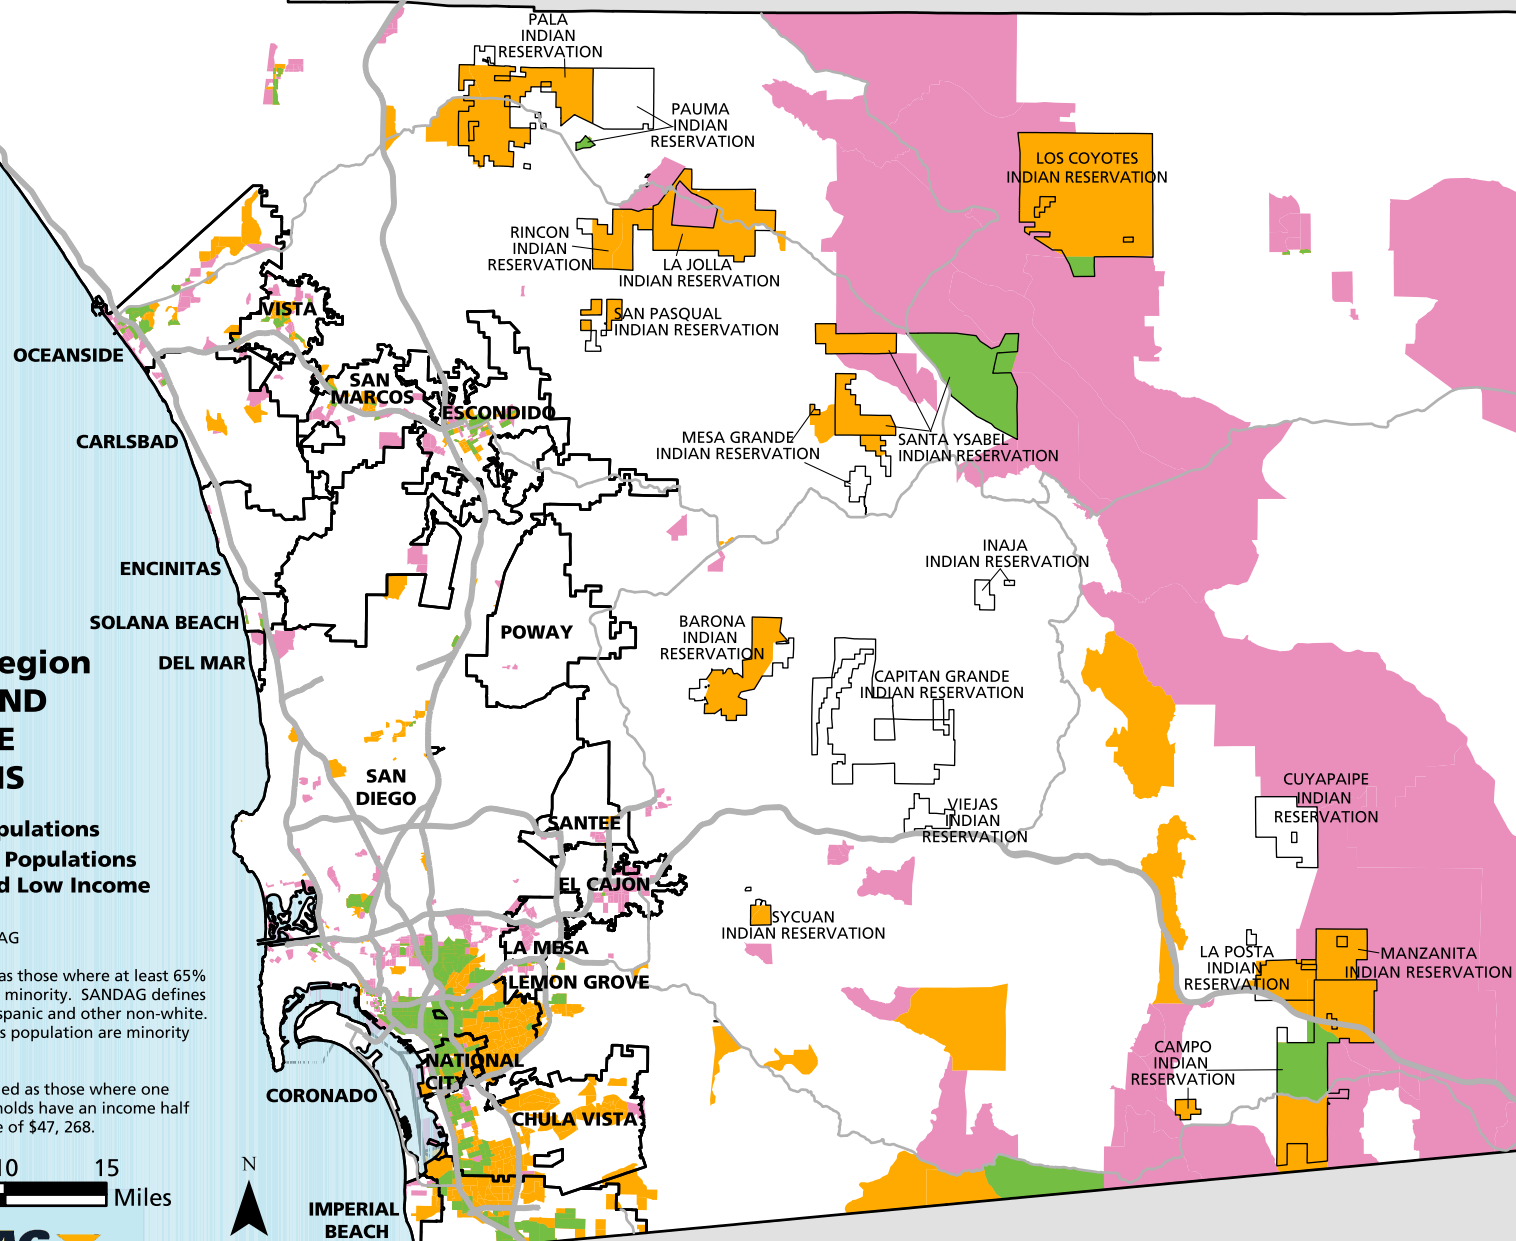 PALA
INDIAN
RESERVATION
PAUMA
INDIAN
RESERVATION
LOS COYOTES
INDIAN RESERVATION
RINCON
INDIAN
RESERVATION
LA JOLLA
INDIAN RESERVATION
SAN PASQUAL
INDIAN RESERVATION
VISTA
OCEANSIDE
SAN
MARCOS
ESCONDIDO
CARLSBAD
MESA GRANDE
INDIAN RESERVATION
SANTA YSABEL
INDIAN RESERVATION
INAJA
INDIAN RESERVATION
ENCINITAS
SOLANA BEACH
DEL MAR
POWAY
BARONA
INDIAN
RESERVATION
CAPITAN GRANDE
INDIAN RESERVATION
egion
ND
E
IS
SAN
DIEGO
CUYAPAIPE
INDIAN
RESERVATION
VIEJAS
INDIAN
RESERVATION
SANTEE
pulations
Populations
d Low Income
EL CAJON
SYCUAN
INDIAN RESERVATION
AG
LA MESA
LEMON GROVE
LA POSTA
INDIAN
RESERVATION
MANZANITA
INDIAN RESERVATION
as those where at least 65%
minority. SANDAG defines
spanic and other non-white.
s population are minority
NATIONAL
CITY
CAMPO
INDIAN
RESERVATION
CORONADO
CHULA VISTA
ed as those where one
holds have an income half
e of $47, 268.
10 15
Miles
N
IMPERIAL
BEACH